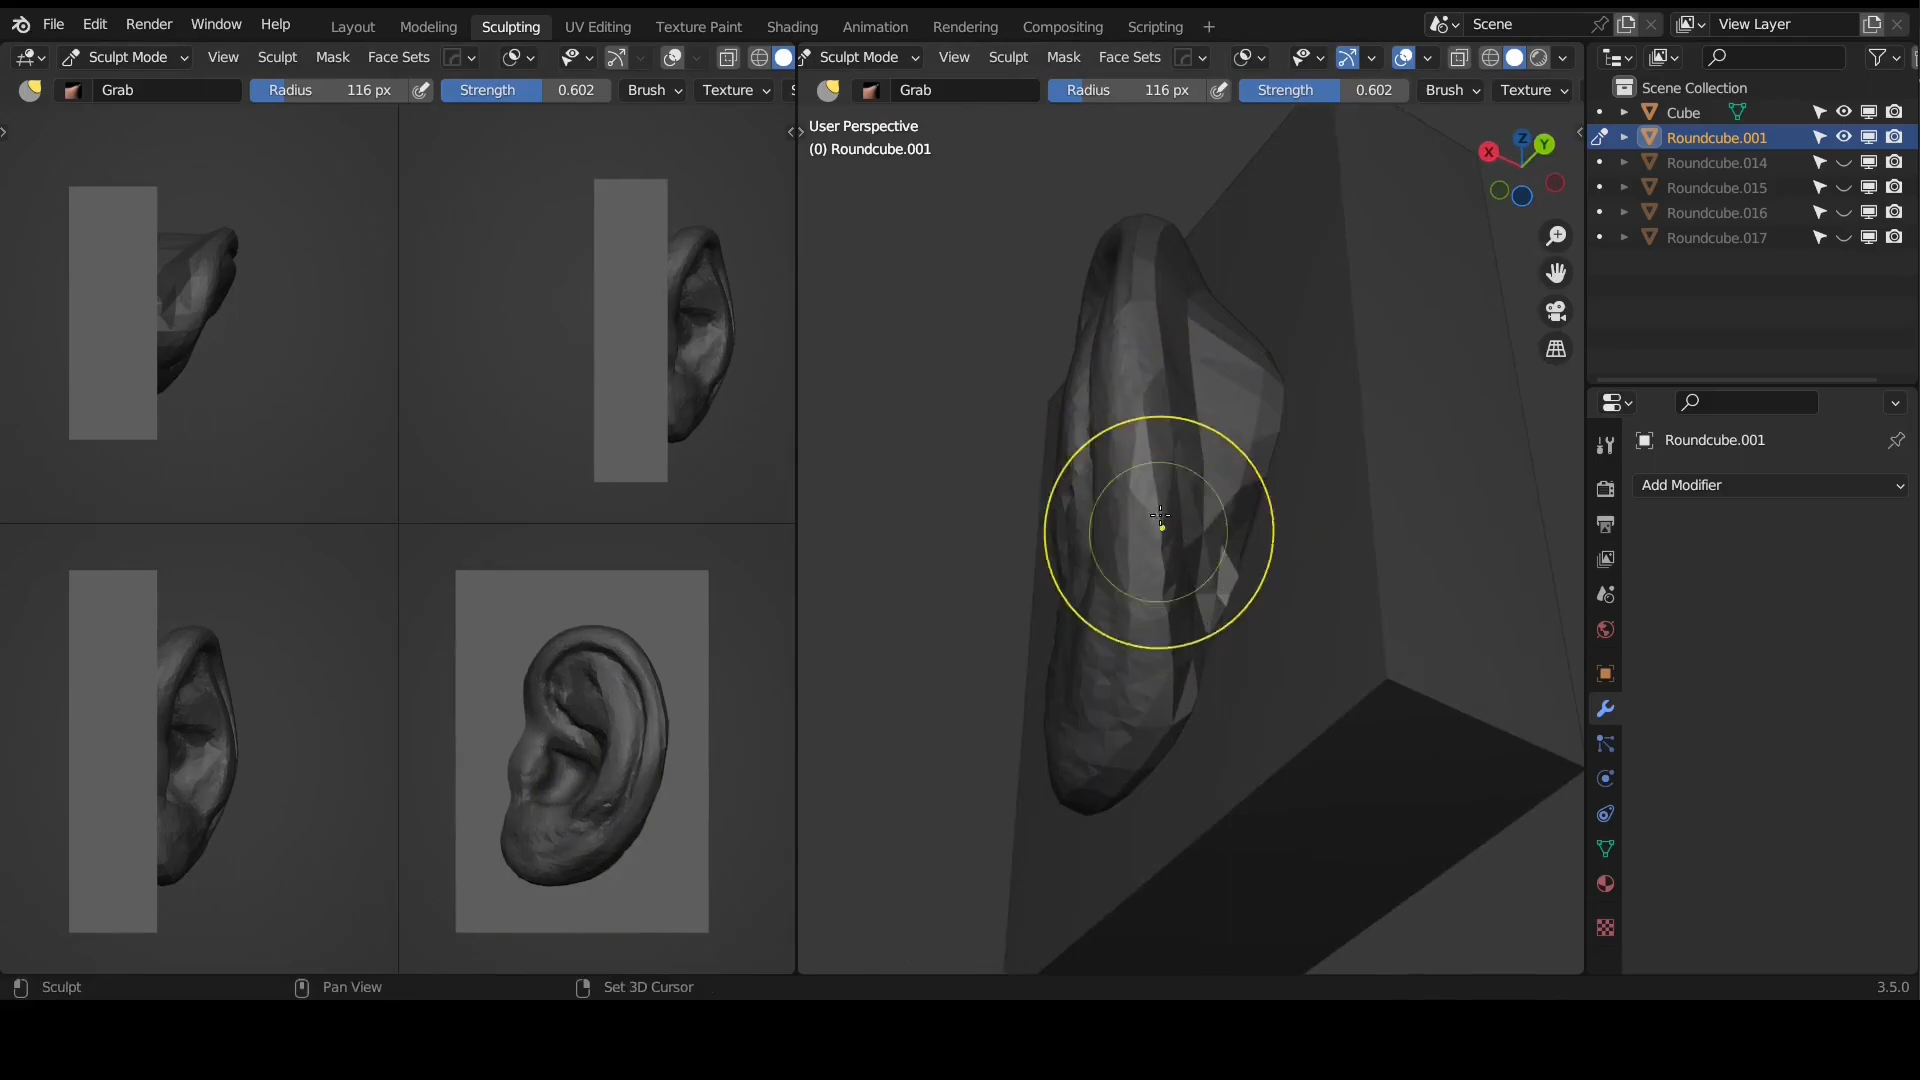 File Edit Render Window Help Layout Modeling Sculpting UV Editing Texture Paint Shading Animation Rendering Compositing Scripting + Scene View Layer
Sculpt Mode View Sculpt Mask Face Sets Sculpt Mode View Sculpt Mask Face Sets
Grab Radius 116 px Strength 0.602 Brush Texture Grab Radius 116 px Strength 0.602 Brush Texture
User Perspective
(0) Roundcube.001
X Y Z
Scene Collection
Cube
Roundcube.001
Roundcube.014
Roundcube.015
Roundcube.016
Roundcube.017
Roundcube.001
Add Modifier
Sculpt Pan View Set 3D Cursor 3.5.0